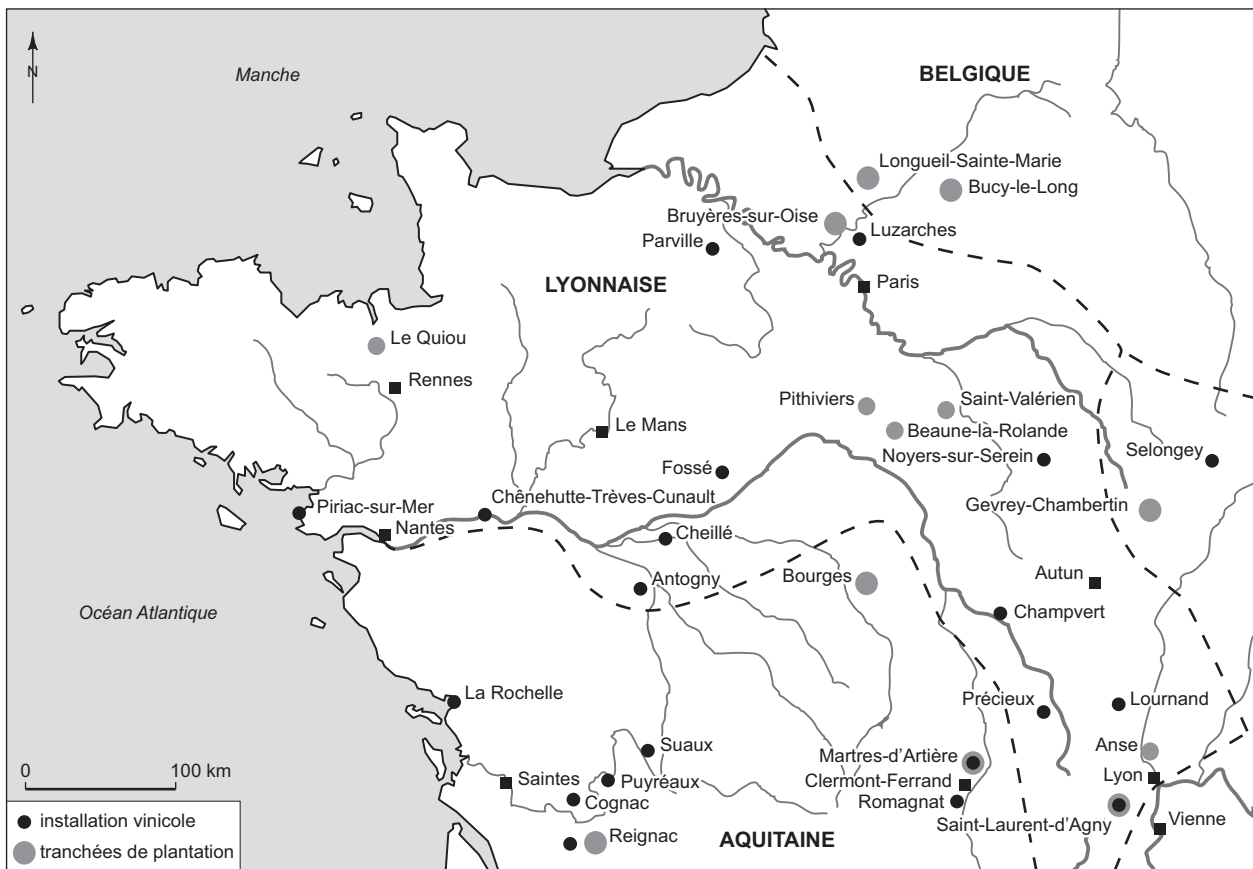 N
Manche
BELGIQUE
Longueil-Sainte-Marie
Bucy-le-Long
Bruyères-sur-Oise
Luzarches
Parville
LYONNAISE
Paris
Le Quiou
Rennes
Pithiviers
Saint-Valérien
Le Mans
Beaune-la-Rolande
Noyers-sur-Serein
Selongey
Fossé
Chênehutte-Trèves-Cunault
Piriac-sur-Mer
Gevrey-Chambertin
Nantes
Cheillé
Antogny
Bourges
Autun
Océan Atlantique
Champvert
La Rochelle
Précieux
Lournand
Suaux
Martres-d'Artière
Anse
0 100 km
Saintes
Puyréaux
Clermont-Ferrand
Lyon
Cognac
Romagnat
Saint-Laurent-d'Agny
Vienne
installation vinicole
Reignac
AQUITAINE
tranchées de plantation